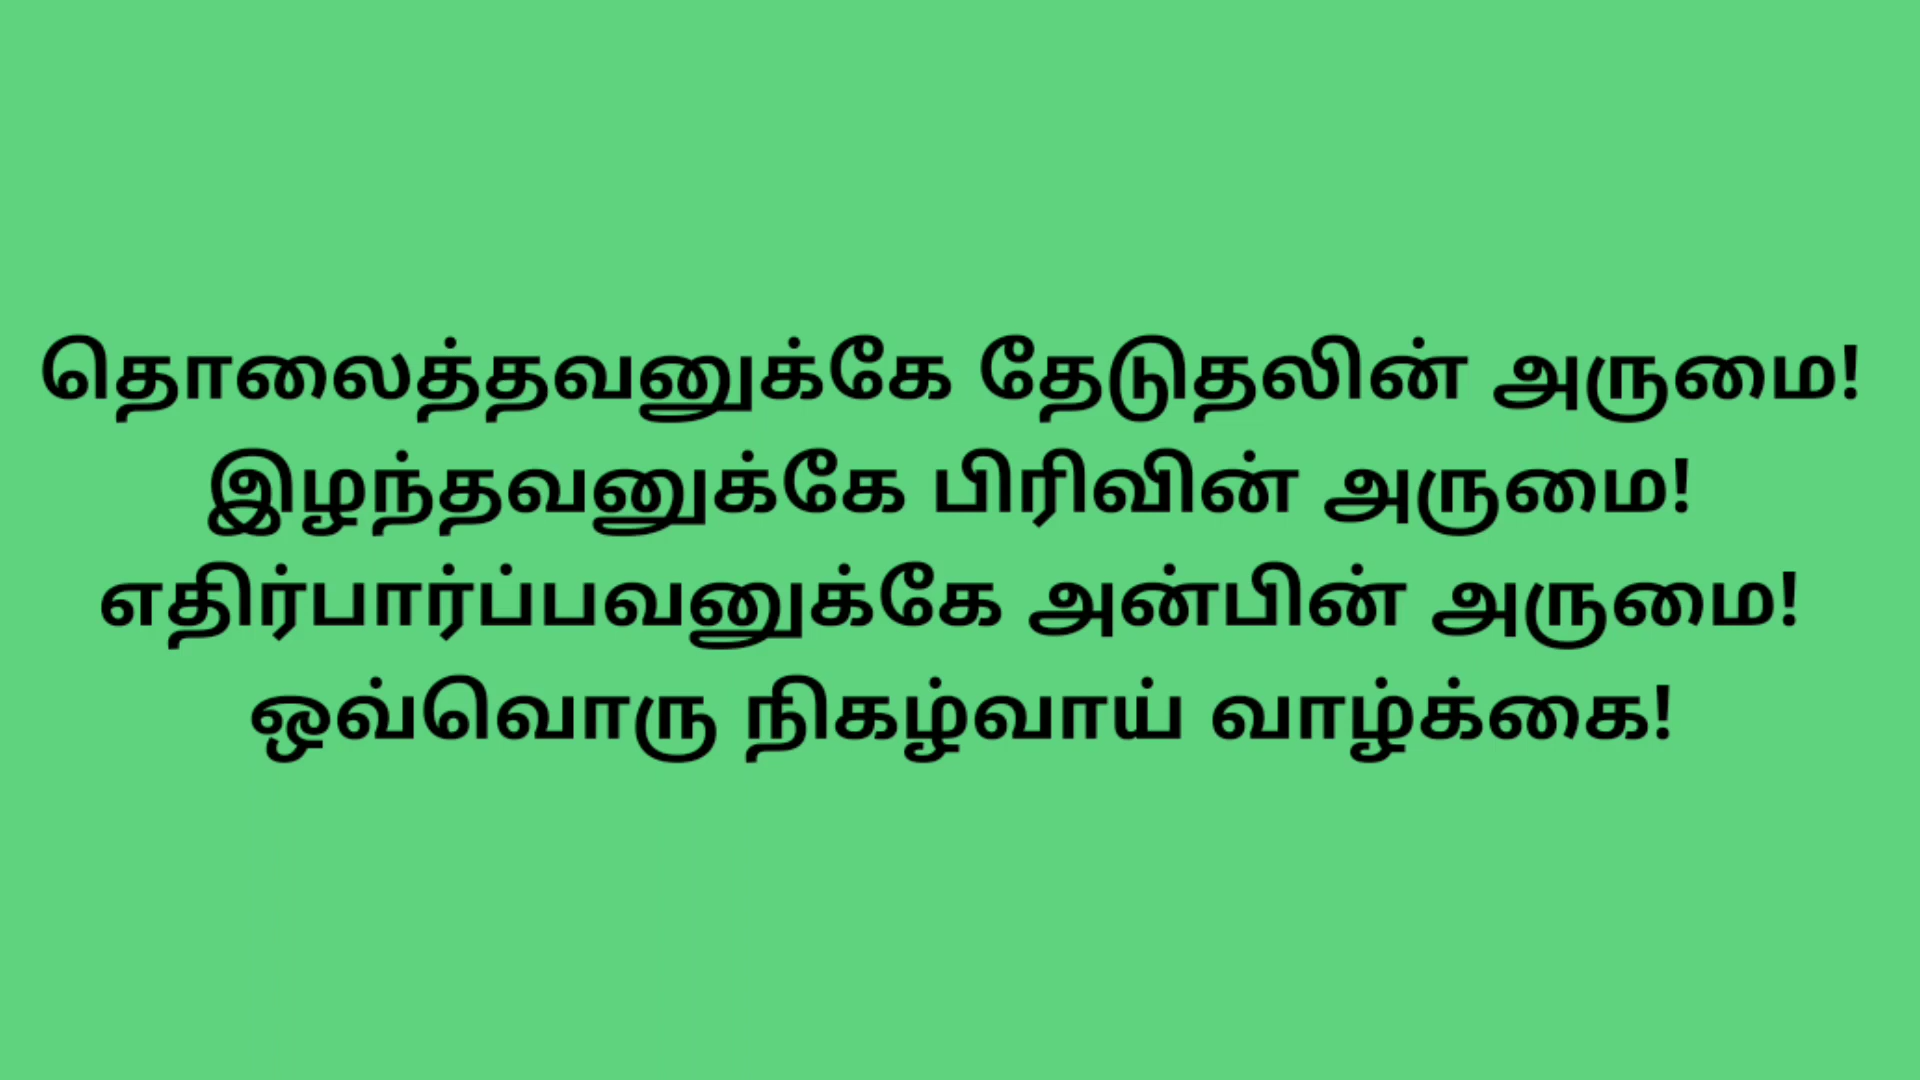 தொலைத்தவனுக்கே தேடுதலின் அருமை!
இழந்தவனுக்கே பிரிவின் அருமை!
எதிர்பார்ப்பவனுக்கே அன்பின் அருமை!
ஒவ்வொரு நிகழ்வாய் வாழ்க்கை!